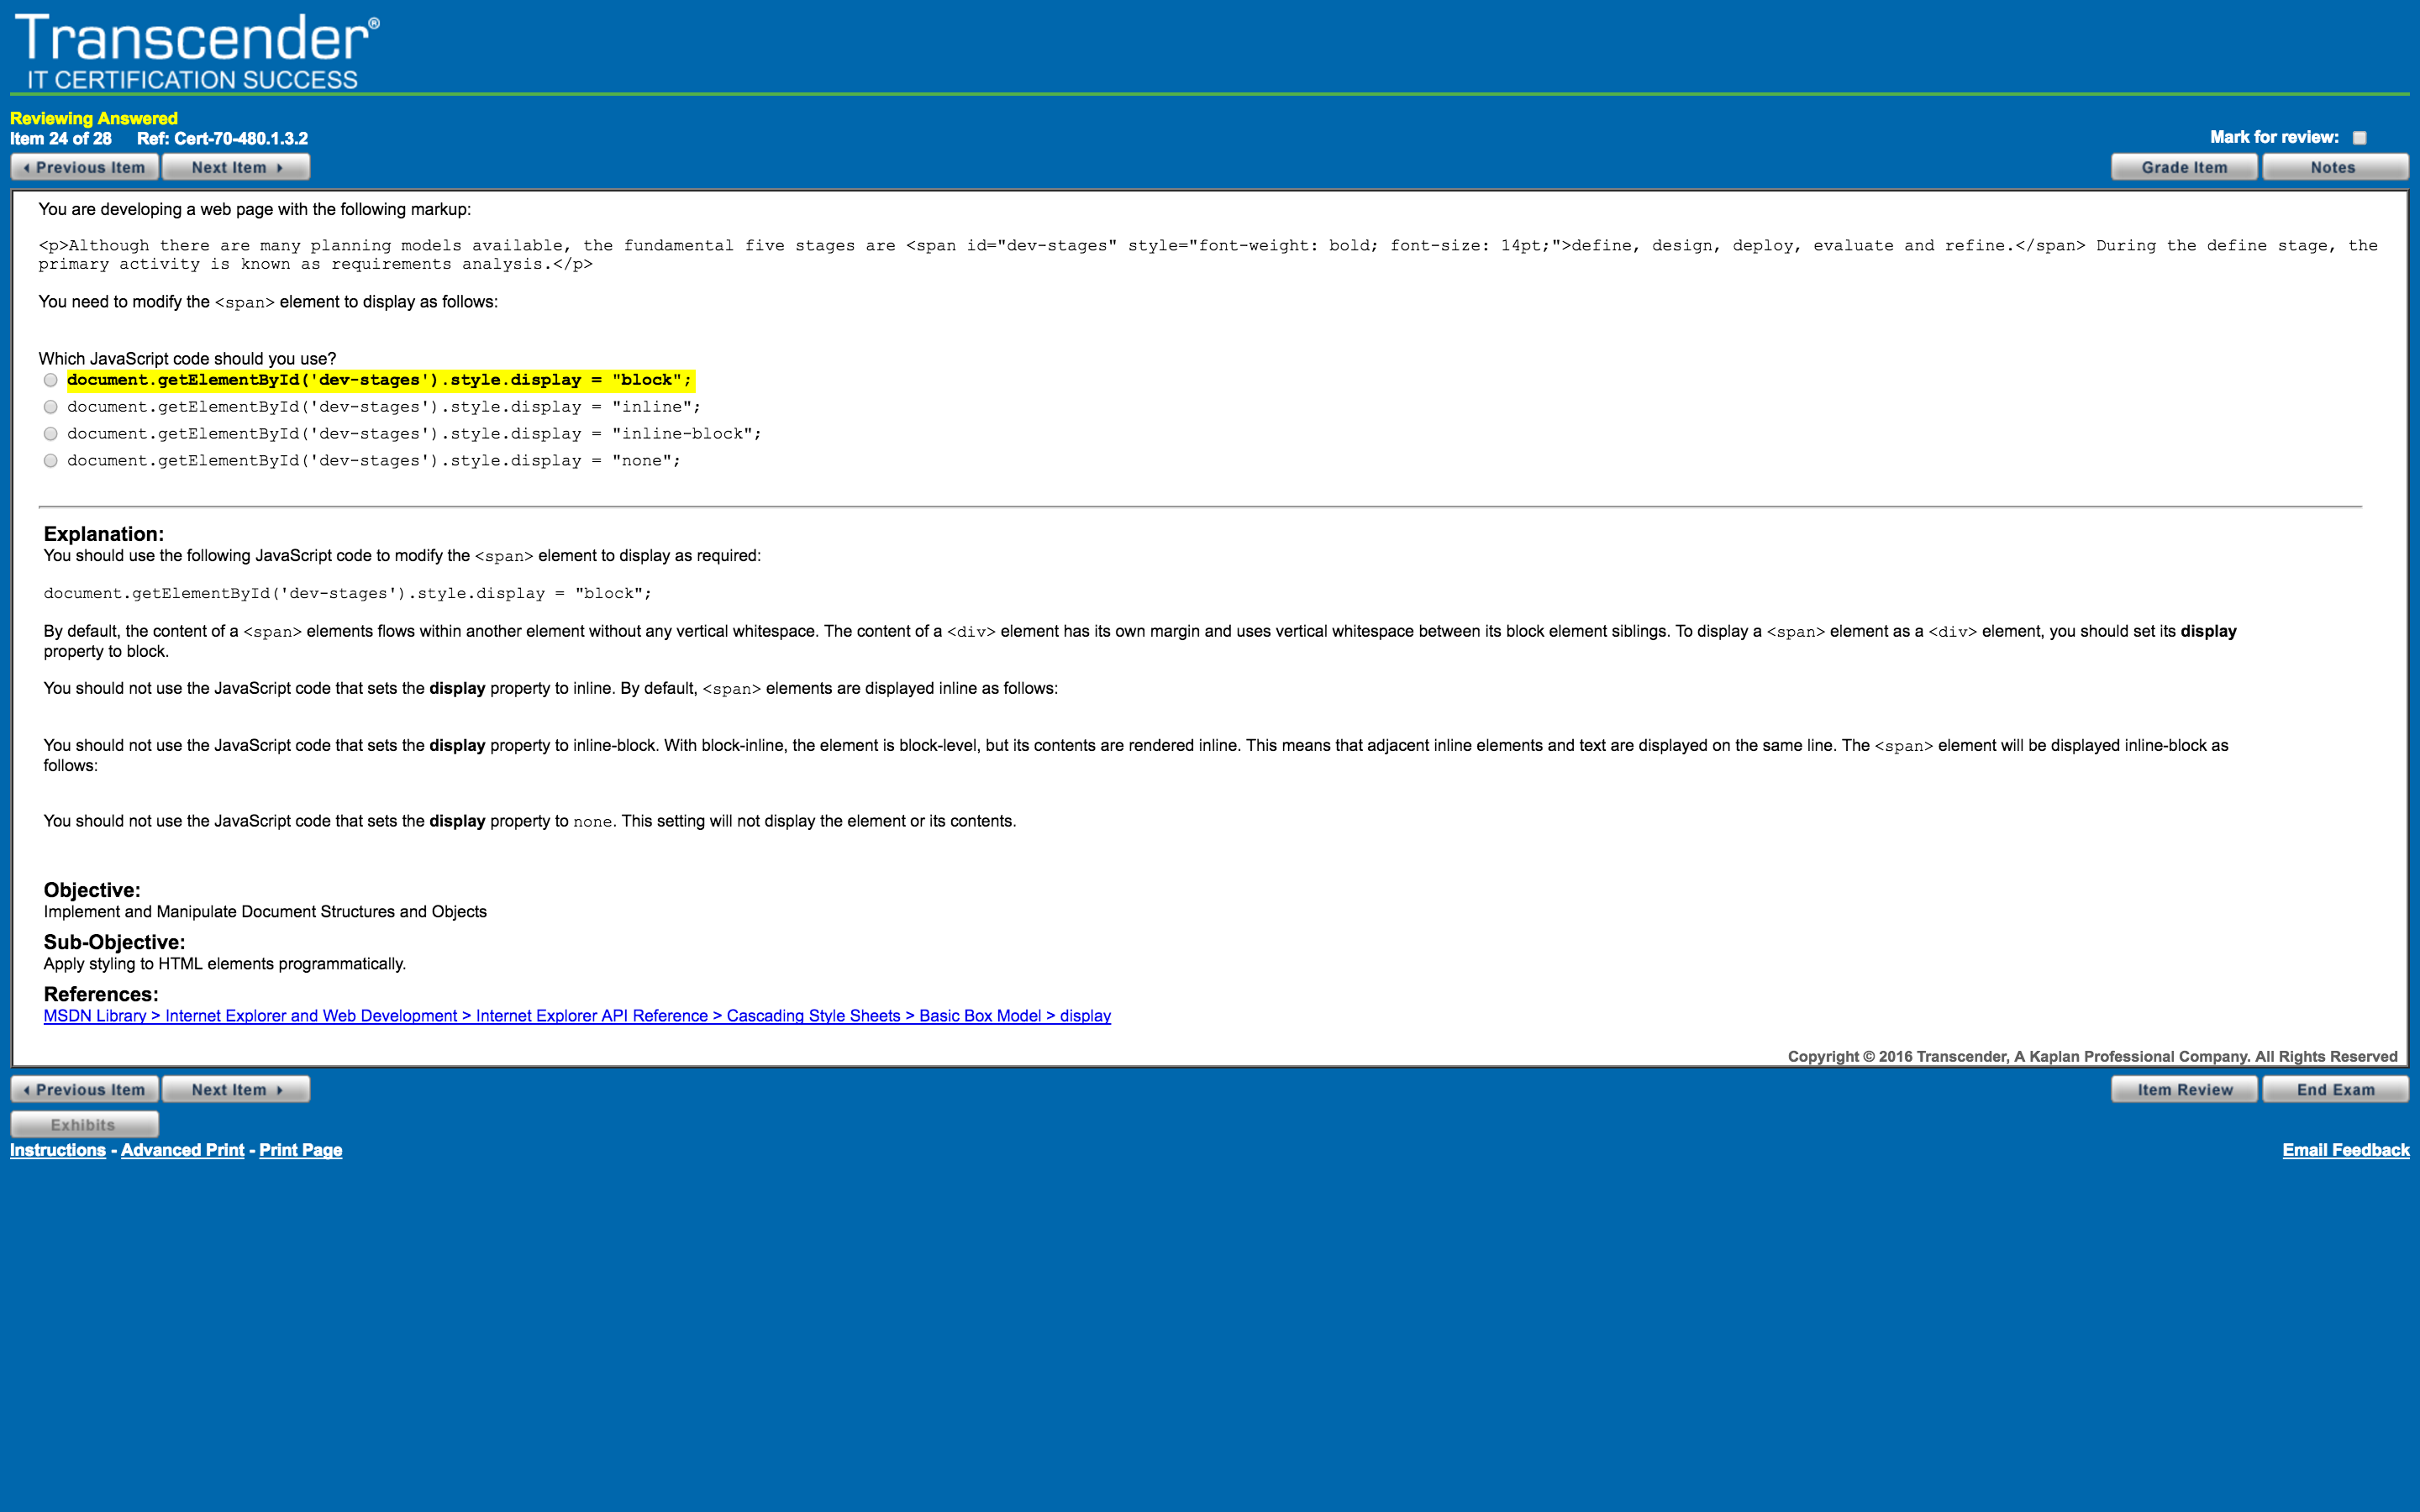 Transcender®
IT CERTIFICATION SUCCESS
Reviewing Answered
Item 24 of 28 Ref: Cert-70-480.1.3.2
Mark for review:
Previous Item
Next Item
Grade Item
Notes
You are developing a web page with the following markup:
<p>Although there are many planning models available, the fundamental five stages are <span id="dev-stages" style="font-weight: bold; font-size: 14pt;">define, design, deploy, evaluate and refine.</span> During the define stage, the
primary activity is known as requirements analysis.</p>
You need to modify the <span> element to display as follows:
Which JavaScript code should you use?
document.getElementById('dev-stages').style.display = "block";
document.getElementById('dev-stages').style.display = "inline";
document.getElementById('dev-stages').style.display = "inline-block";
document.getElementById('dev-stages').style.display = "none";
Explanation:
You should use the following JavaScript code to modify the <span> element to display as required:
document.getElementById('dev-stages').style.display = "block";
By default, the content of a <span> elements flows within another element without any vertical whitespace. The content of a <div> element has its own margin and uses vertical whitespace between its block element siblings. To display a <span> element as a <div> element, you should set its display
property to block.
You should not use the JavaScript code that sets the display property to inline. By default, <span> elements are displayed inline as follows:
You should not use the JavaScript code that sets the display property to inline-block. With block-inline, the element is block-level, but its contents are rendered inline. This means that adjacent inline elements and text are displayed on the same line. The <span> element will be displayed inline-block as
follows:
You should not use the JavaScript code that sets the display property to none. This setting will not display the element or its contents.
Objective:
Implement and Manipulate Document Structures and Objects
Sub-Objective:
Apply styling to HTML elements programmatically.
References:
MSDN Library > Internet Explorer and Web Development > Internet Explorer API Reference > Cascading Style Sheets > Basic Box Model > display
Copyright © 2016 Transcender, A Kaplan Professional Company. All Rights Reserved
Previous Item
Next Item
Item Review
End Exam
Exhibits
Instructions - Advanced Print - Print Page
Email Feedback